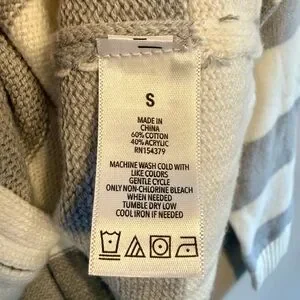 S
MADE IN
CHINA
60% COTTON
40% ACRYLIC
RN154379
MACHINE WASH COLD WITH
LIKE COLORS
GENTLE CYCLE
ONLY NON-CHLORINE BLEACH
WHEN NEEDED
TUMBLE DRY LOW
COOL IRON IF NEEDED